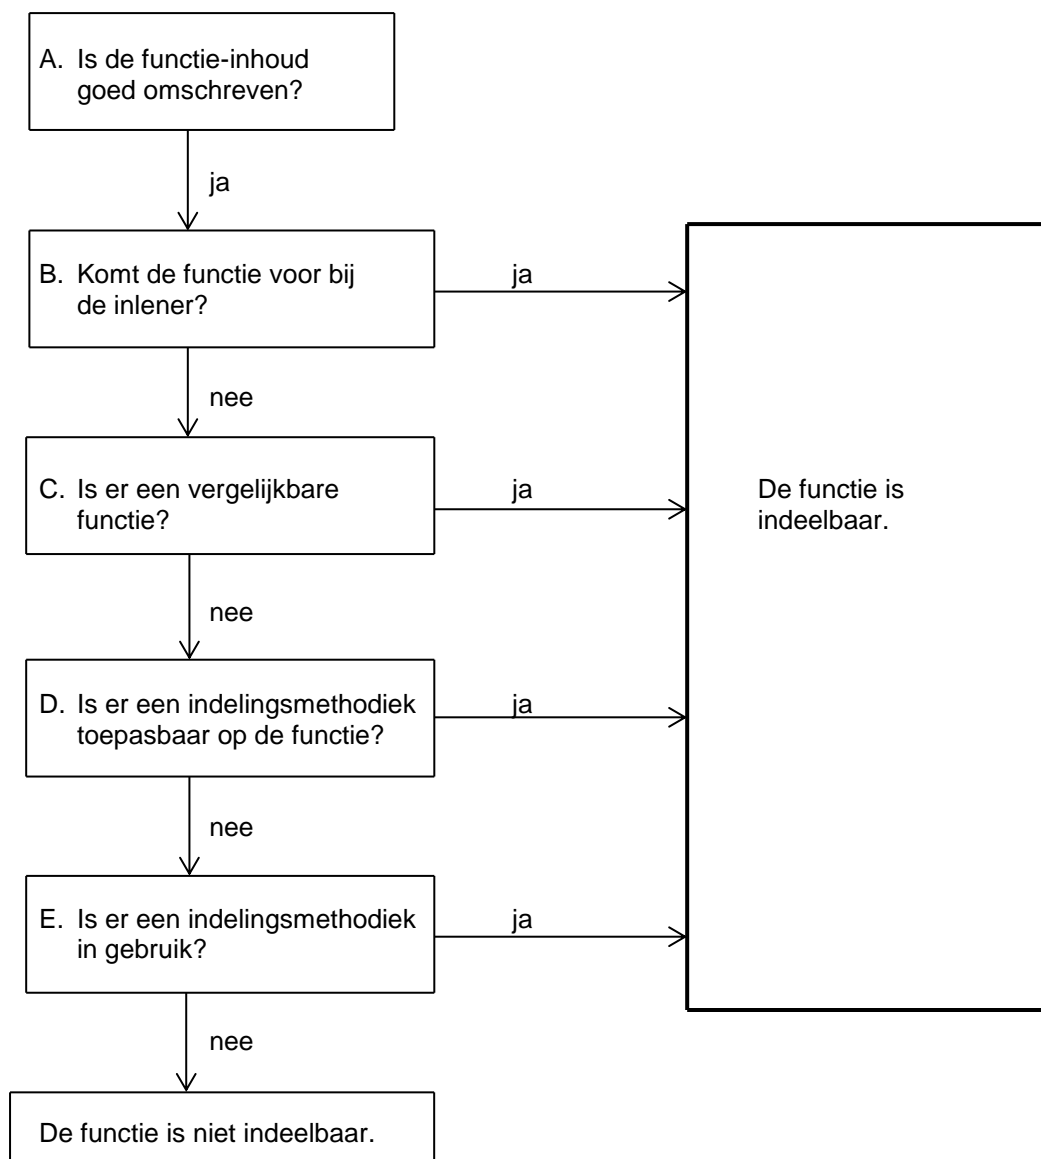 A. Is de functie-inhoud
goed omschreven?
ja
B. Komt de functie voor bij
de inlener?
ja
nee
C. Is er een vergelijkbare
functie?
ja
De functie is
indeelbaar.
nee
D. Is er een indelingsmethodiek
toepasbaar op de functie?
ja
nee
E. Is er een indelingsmethodiek
in gebruik?
ja
nee
De functie is niet indeelbaar.